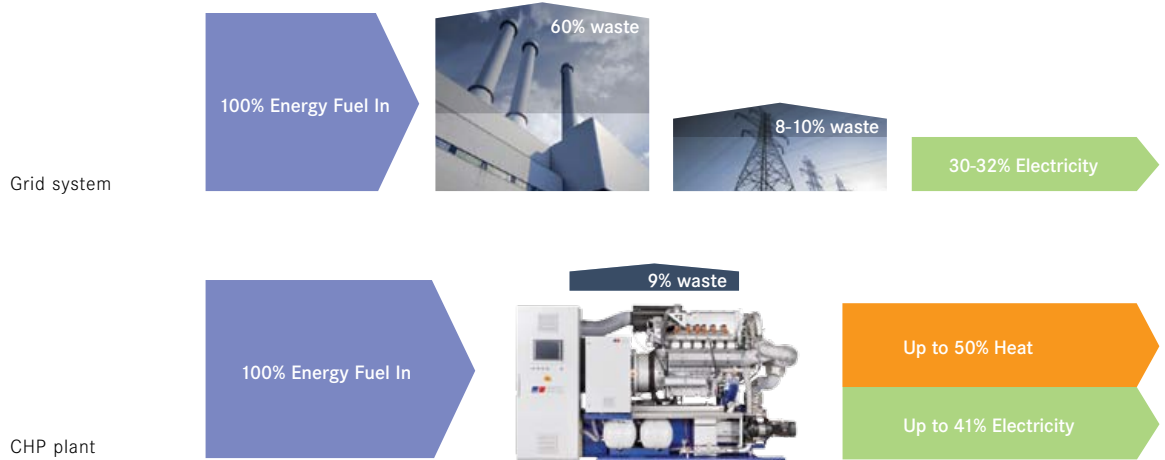 60% waste
100% Energy Fuel In
8-10% waste
30-32% Electricity
Grid system
9% waste
Up to 50% Heat
100% Energy Fuel In
Up to 41% Electricity
CHP plant